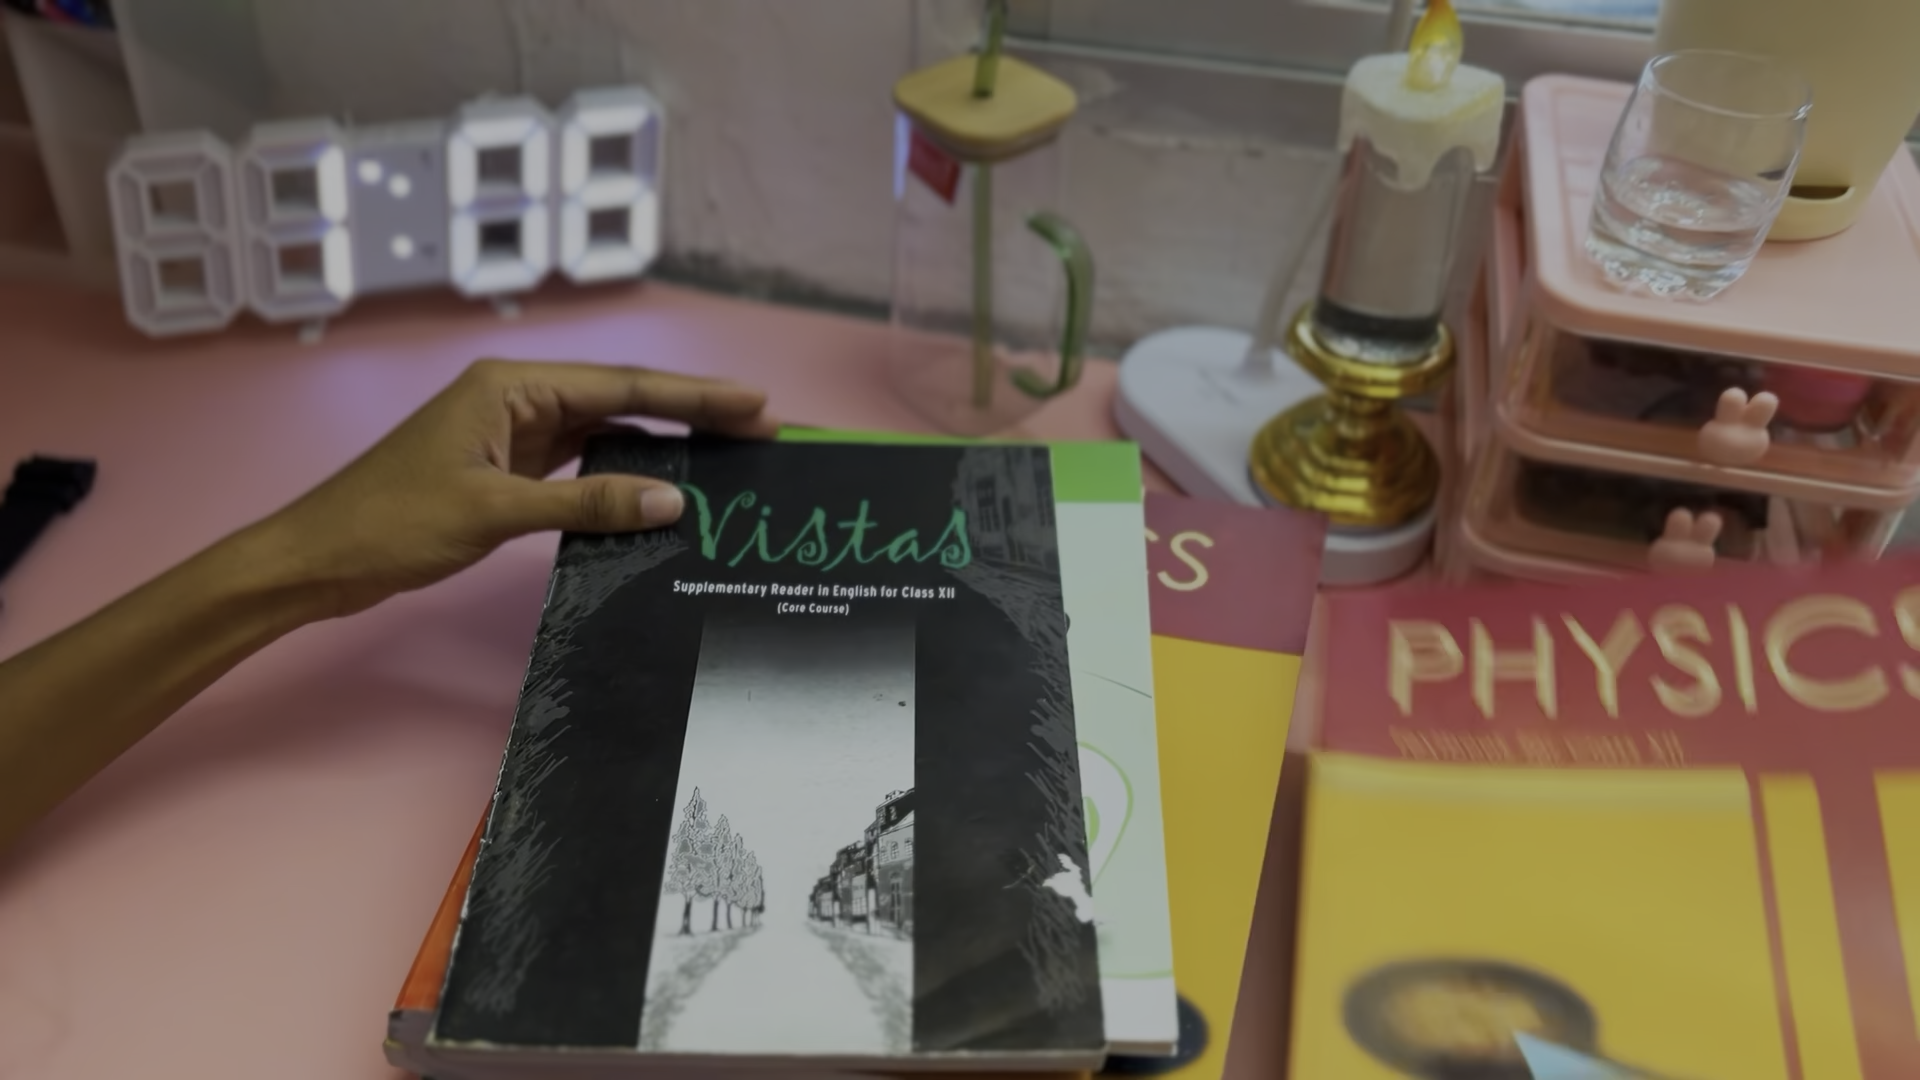 Vistas
Supplementary Reader in English for Class XII
(Core Course)
CS
PHYSICS